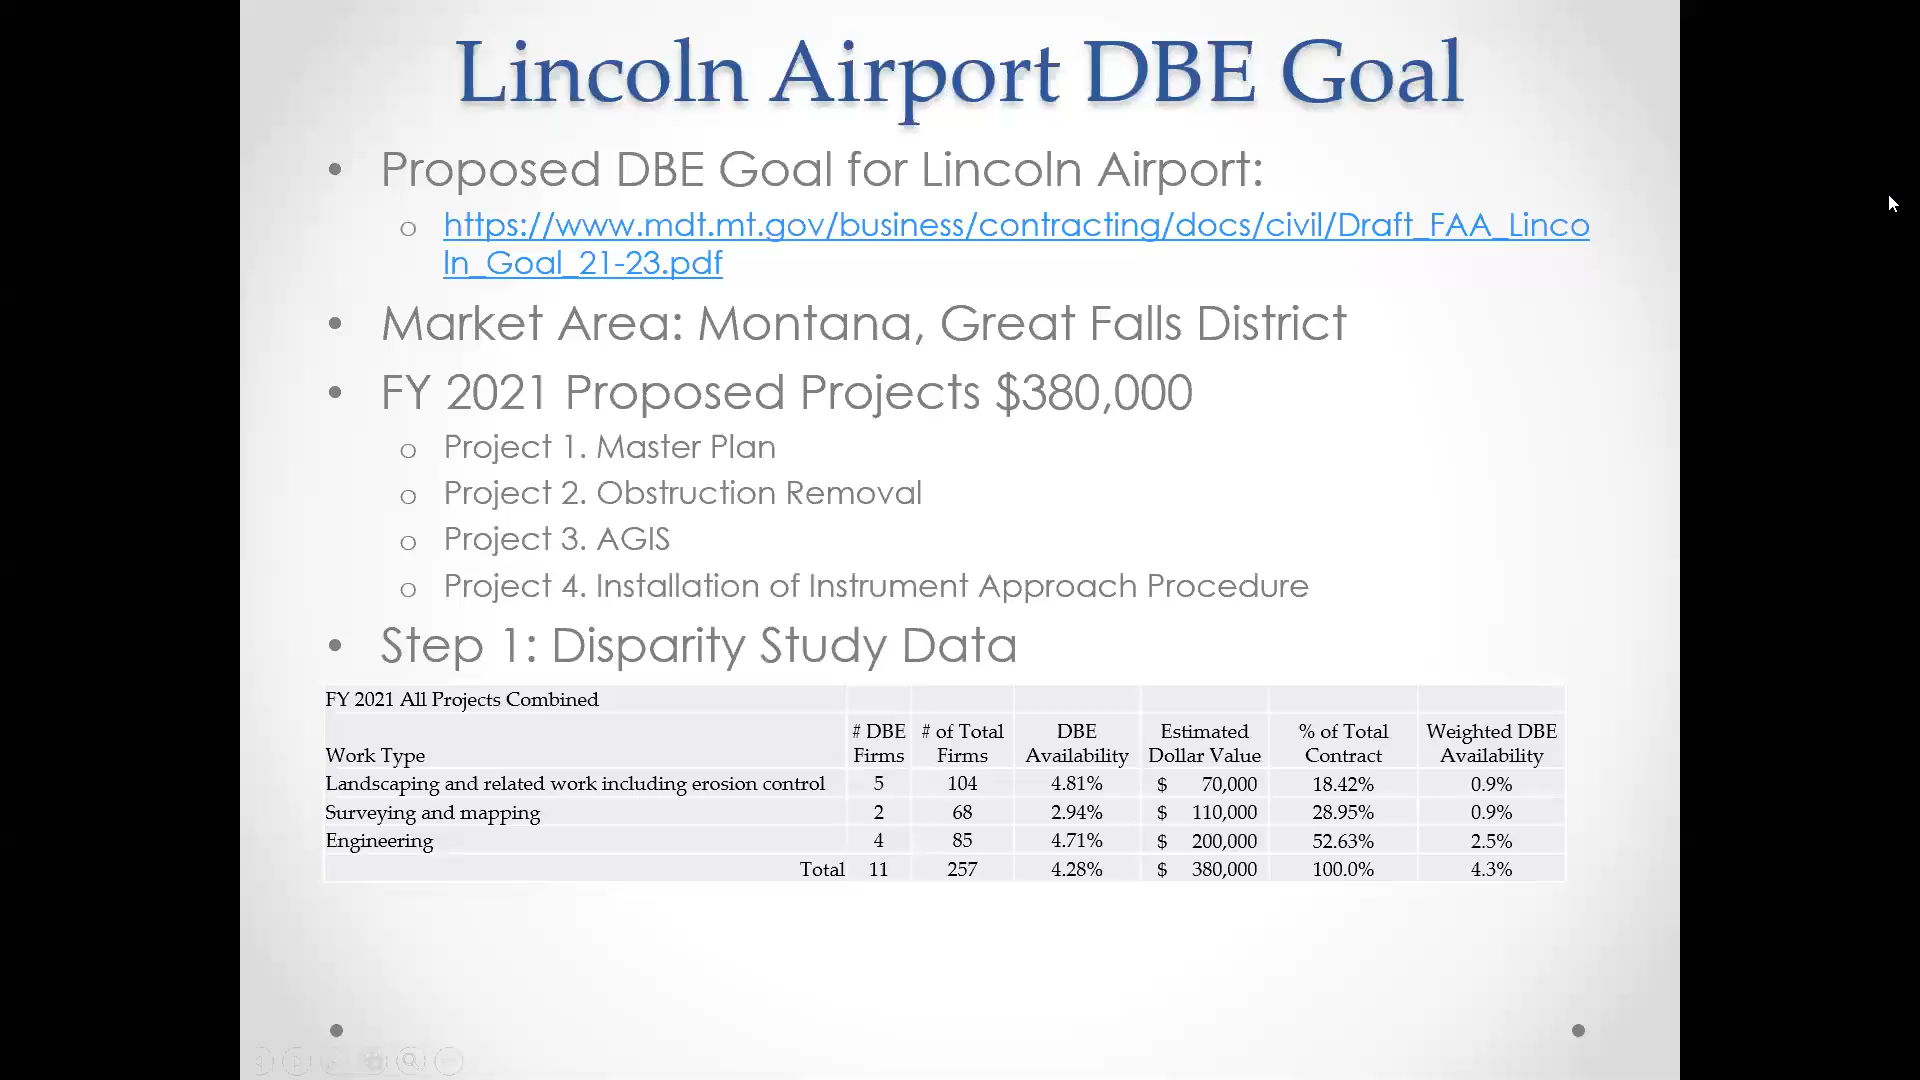 Lincoln Airport DBE Goal
• Proposed DBE Goal for Lincoln Airport:
o https://www.mdt.mt.gov/business/contracting/docs/civil/Draft_FAA_Linco
ln_Goal_21-23.pdf
• Market Area: Montana, Great Falls District
• FY 2021 Proposed Projects $380,000
o Project 1. Master Plan
o Project 2. Obstruction Removal
o Project 3. AGIS
o Project 4. Installation of Instrument Approach Procedure
• Step 1: Disparity Study Data
FY 2021 All Projects Combined
# DBE # of Total DBE Estimated % of Total Weighted DBE
Work Type Firms Firms Availability Dollar Value Contract Availability
Landscaping and related work including erosion control 5 104 4.81% $ 70,000 18.42% 0.9%
Surveying and mapping 2 68 2.94% $ 110,000 28.95% 0.9%
Engineering 4 85 4.71% $ 200,000 52.63% 2.5%
Total 11 257 4.28% $ 380,000 100.0% 4.3%